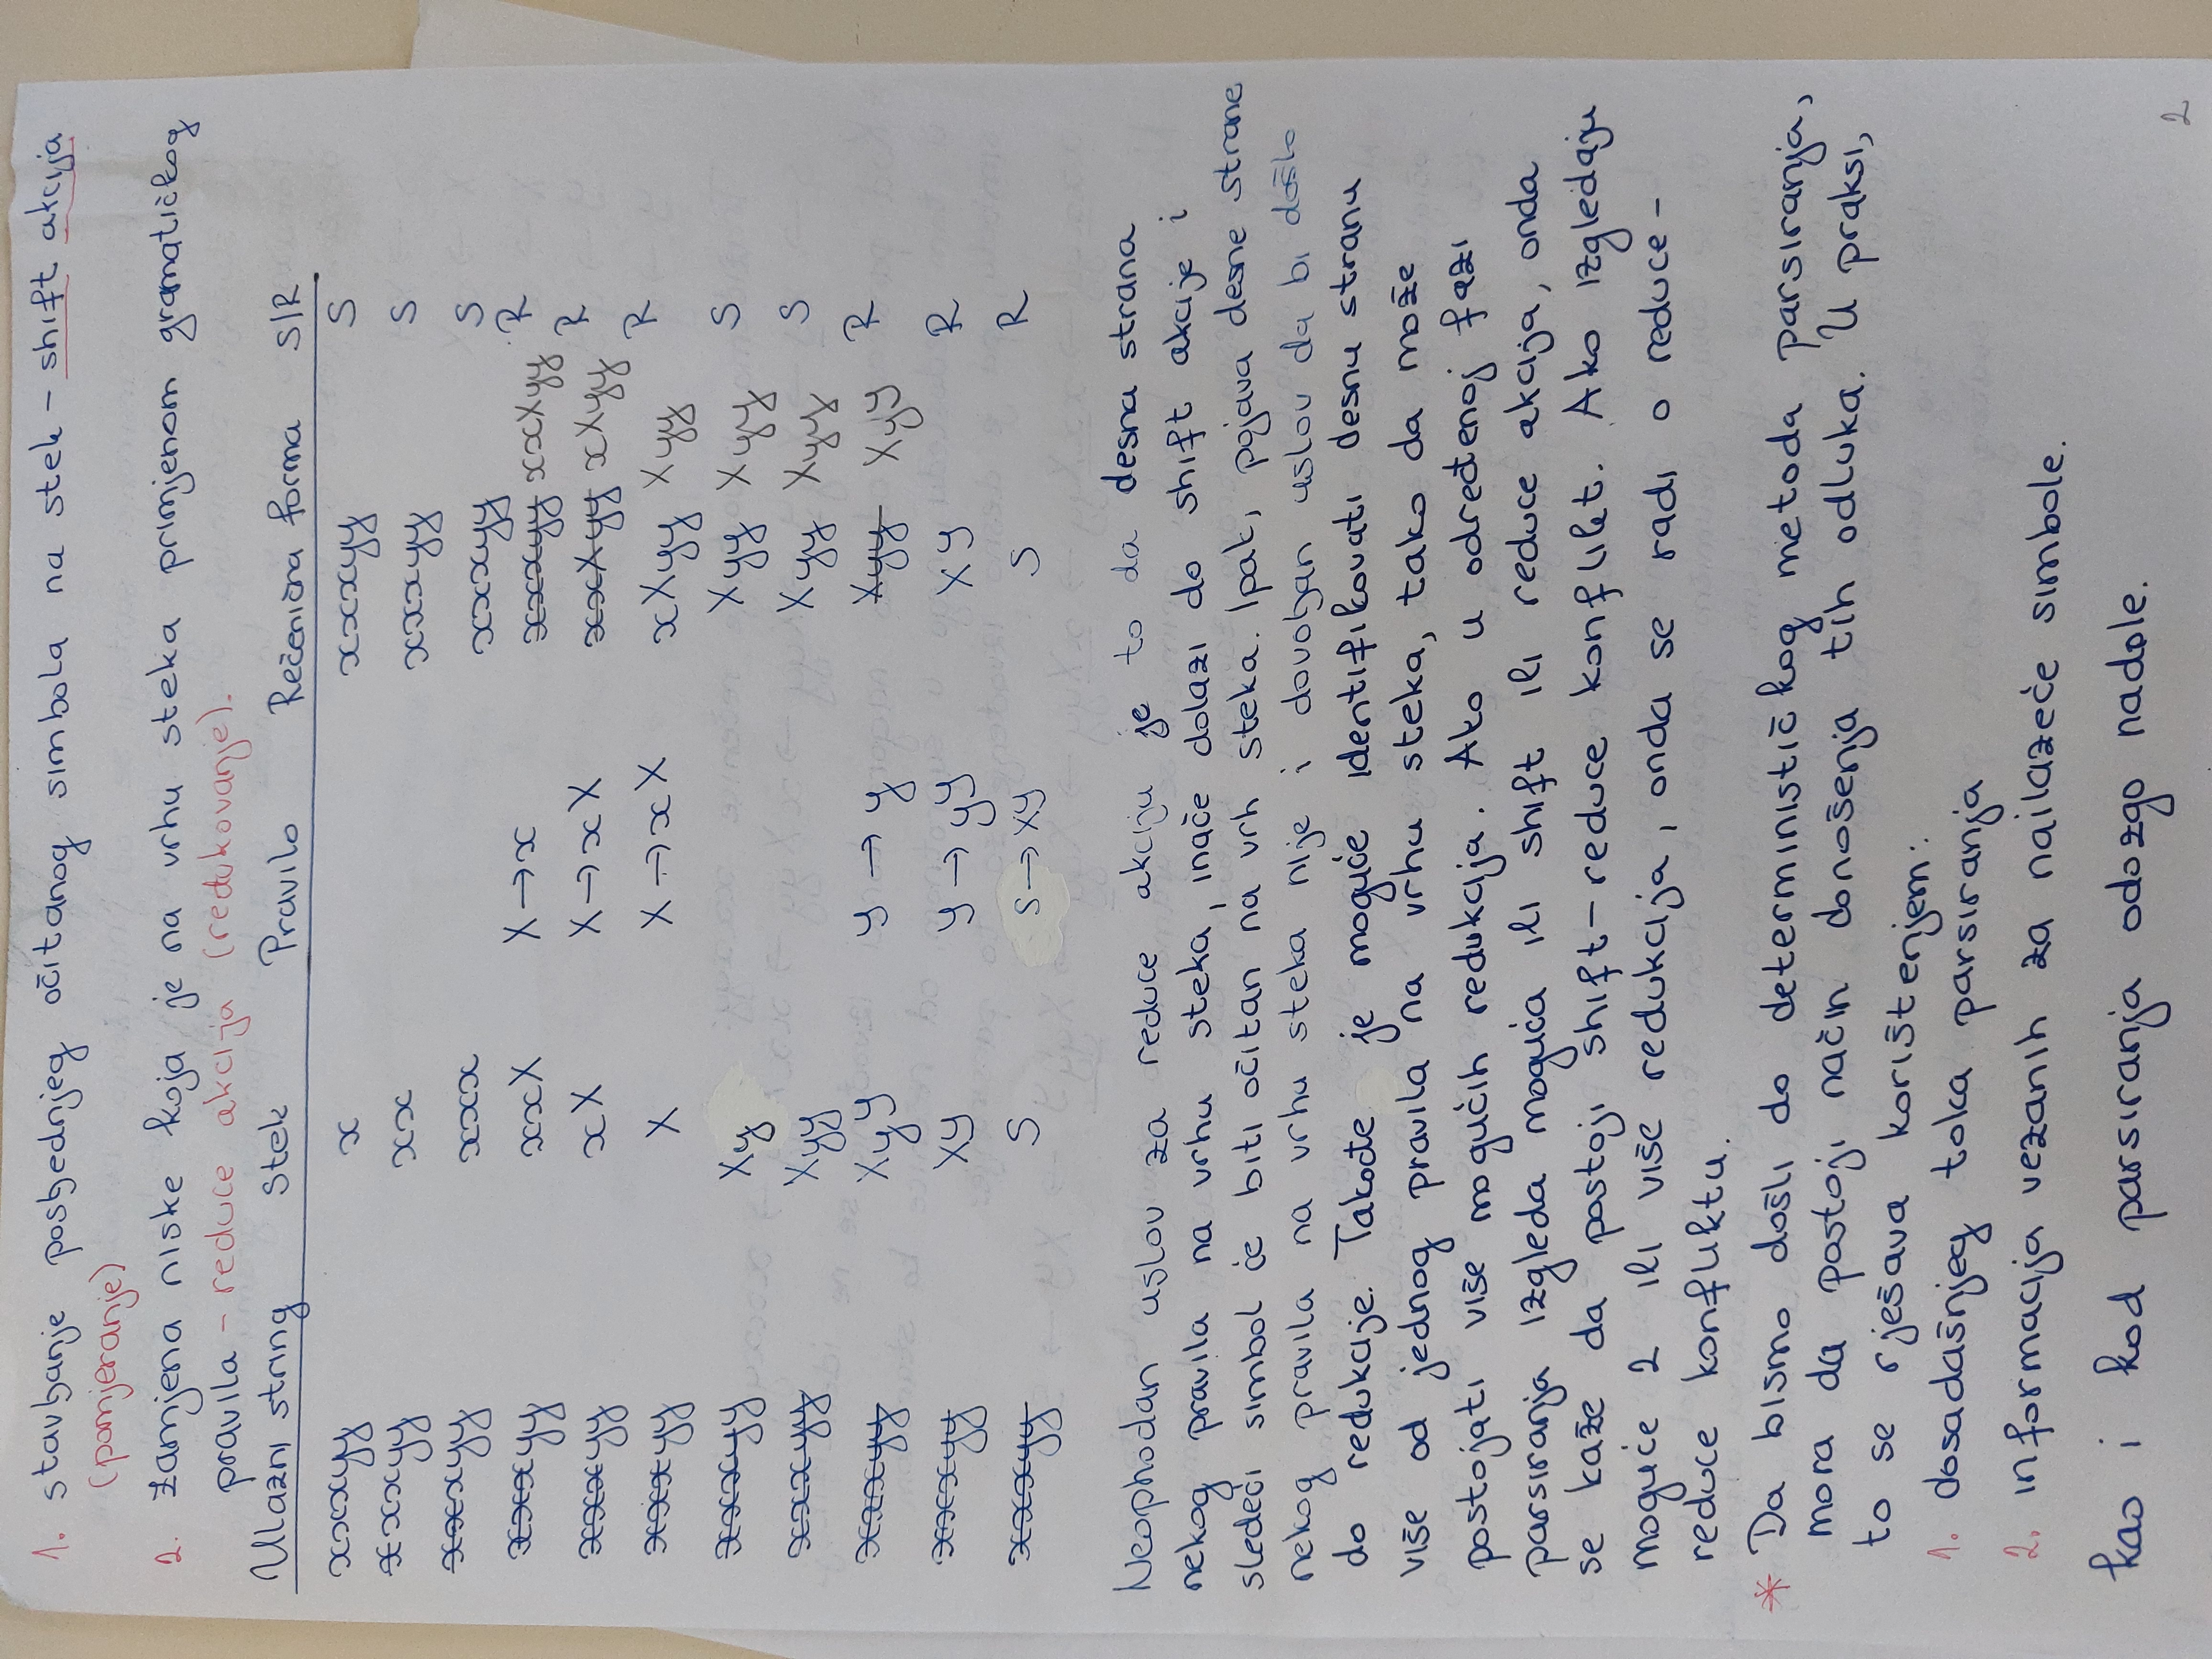 1. stavljanje posljednjeg očitanog simbola na stek - shift akcija
(pomjeranje)
2. zamjena niske koja je na vrhu steka primjenom gramatičkog
pravila - reduce akcija (redukovanje).
Ulazni string Stek Pravilo Rečenična forma S/R
xxxyy x xxxyy S
xxxyy xx xxxyy S
xxxyy xxx xxxyy S
xxxyy xxX X → x xxxyy xxXyy R
xxxyy xX X → xX xxXyy xXyy R
xxxyy X X → xX xXyy Xyy R
xxxyy Xy Xyy Xyy S
xxxyy Xyy Xyy Xyy S
xxxyy XyY Y → y Xyy XyY R
xxxyy XY Y → yY XY R
xxxyy S S → XY S R
Neophodan uslov za reduce akciju je to da desna strana
nekog pravila na vrhu steka, inače dolazi do shift akcije i
sledeći simbol će biti očitan na vrh steka. Ipak, pojava desne strane
nekog pravila na vrhu steka nije i dovoljan uslov da bi došlo
do redukcije. Takođe je moguće identifikovati desnu stranu
više od jednog pravila na vrhu steka, tako da može
postojati više mogućih redukcija. Ako u određenoj fazi
parsiranja izgleda moguća ili shift ili reduce akcija, onda
se kaže da postoji shift-reduce konflikt. Ako izgledaju
moguće 2 ili više redukcija, onda se radi o reduce-
reduce konfliktu.
* Da bismo došli do determinističkog metoda parsiranja,
mora da postoji način donošenja tih odluka. U praksi,
to se rješava korištenjem:
1. dosadašnjeg toka parsiranja
2. informacija vezanih za nailazeće simbole.
kao i kod parsiranja odozgo nadole.
2